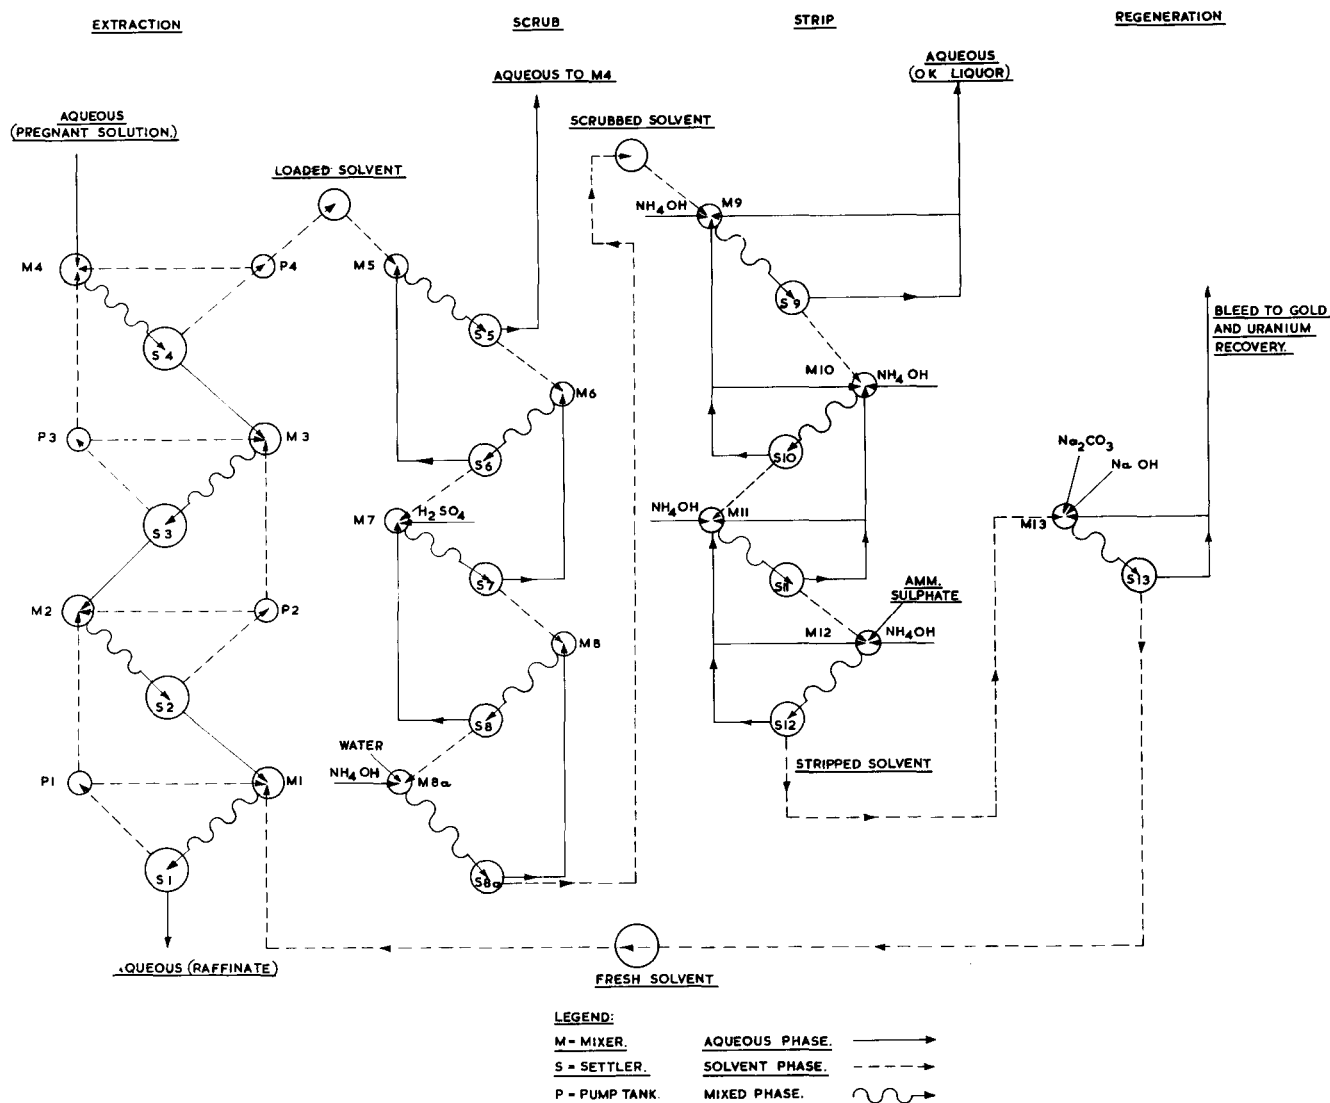 EXTRACTION
SCRUB
STRIP
REGENERATION
AQUEOUS
(PREGNANT SOLUTION.)
LOADED SOLVENT
AQUEOUS TO M4
SCRUBBED SOLVENT
AQUEOUS
(OK LIQUOR)
M4
P4
S4
P3
M3
S3
M2
P2
S2
P1
M1
S1
AQUEOUS (RAFFINATE)
M5
S5
M6
S6
M7
H2SO4
S7
M8
S8
WATER
NH4OH
M8a
S8a
NH4OH
M9
S9
M10
NH4OH
S10
NH4OH
M11
S11
AMM.
SULPHATE
M12
NH4OH
S12
STRIPPED SOLVENT
BLEED TO GOLD
AND URANIUM
RECOVERY.
Na2CO3
NaOH
M13
S13
FRESH SOLVENT
LEGEND:
M = MIXER.
AQUEOUS PHASE.
S = SETTLER.
SOLVENT PHASE.
P = PUMP TANK.
MIXED PHASE.